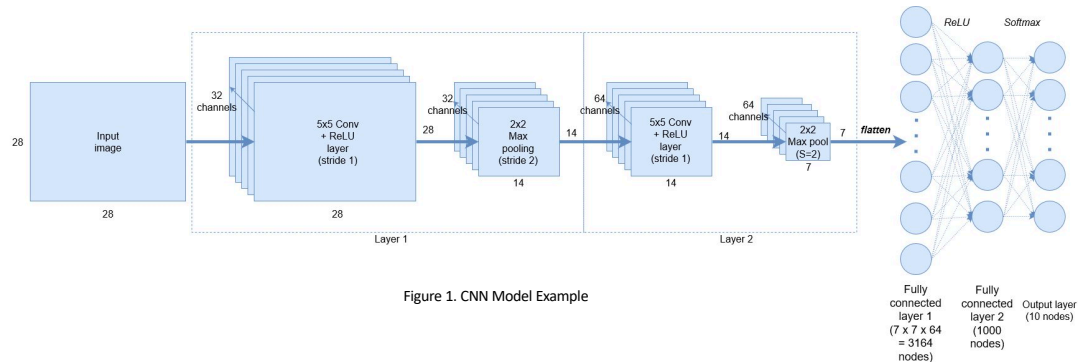 ReLU
Softmax
32
channels
32
channels
64
channels
64
channels
Input
image
28
28
5x5 Conv
+ ReLU
layer
(stride 1)
28
28
2x2
Max
pooling
(stride 2)
14
14
5x5 Conv
+ ReLU
layer
(stride 1)
14
14
2x2
Max pool
(S=2)
7
7
flatten
Layer 1
Layer 2
Fully
connected
layer 1
(7 x 7 x 64
= 3164
nodes)
Fully
connected
layer 2
(1000
nodes)
Output layer
(10 nodes)
Figure 1. CNN Model Example